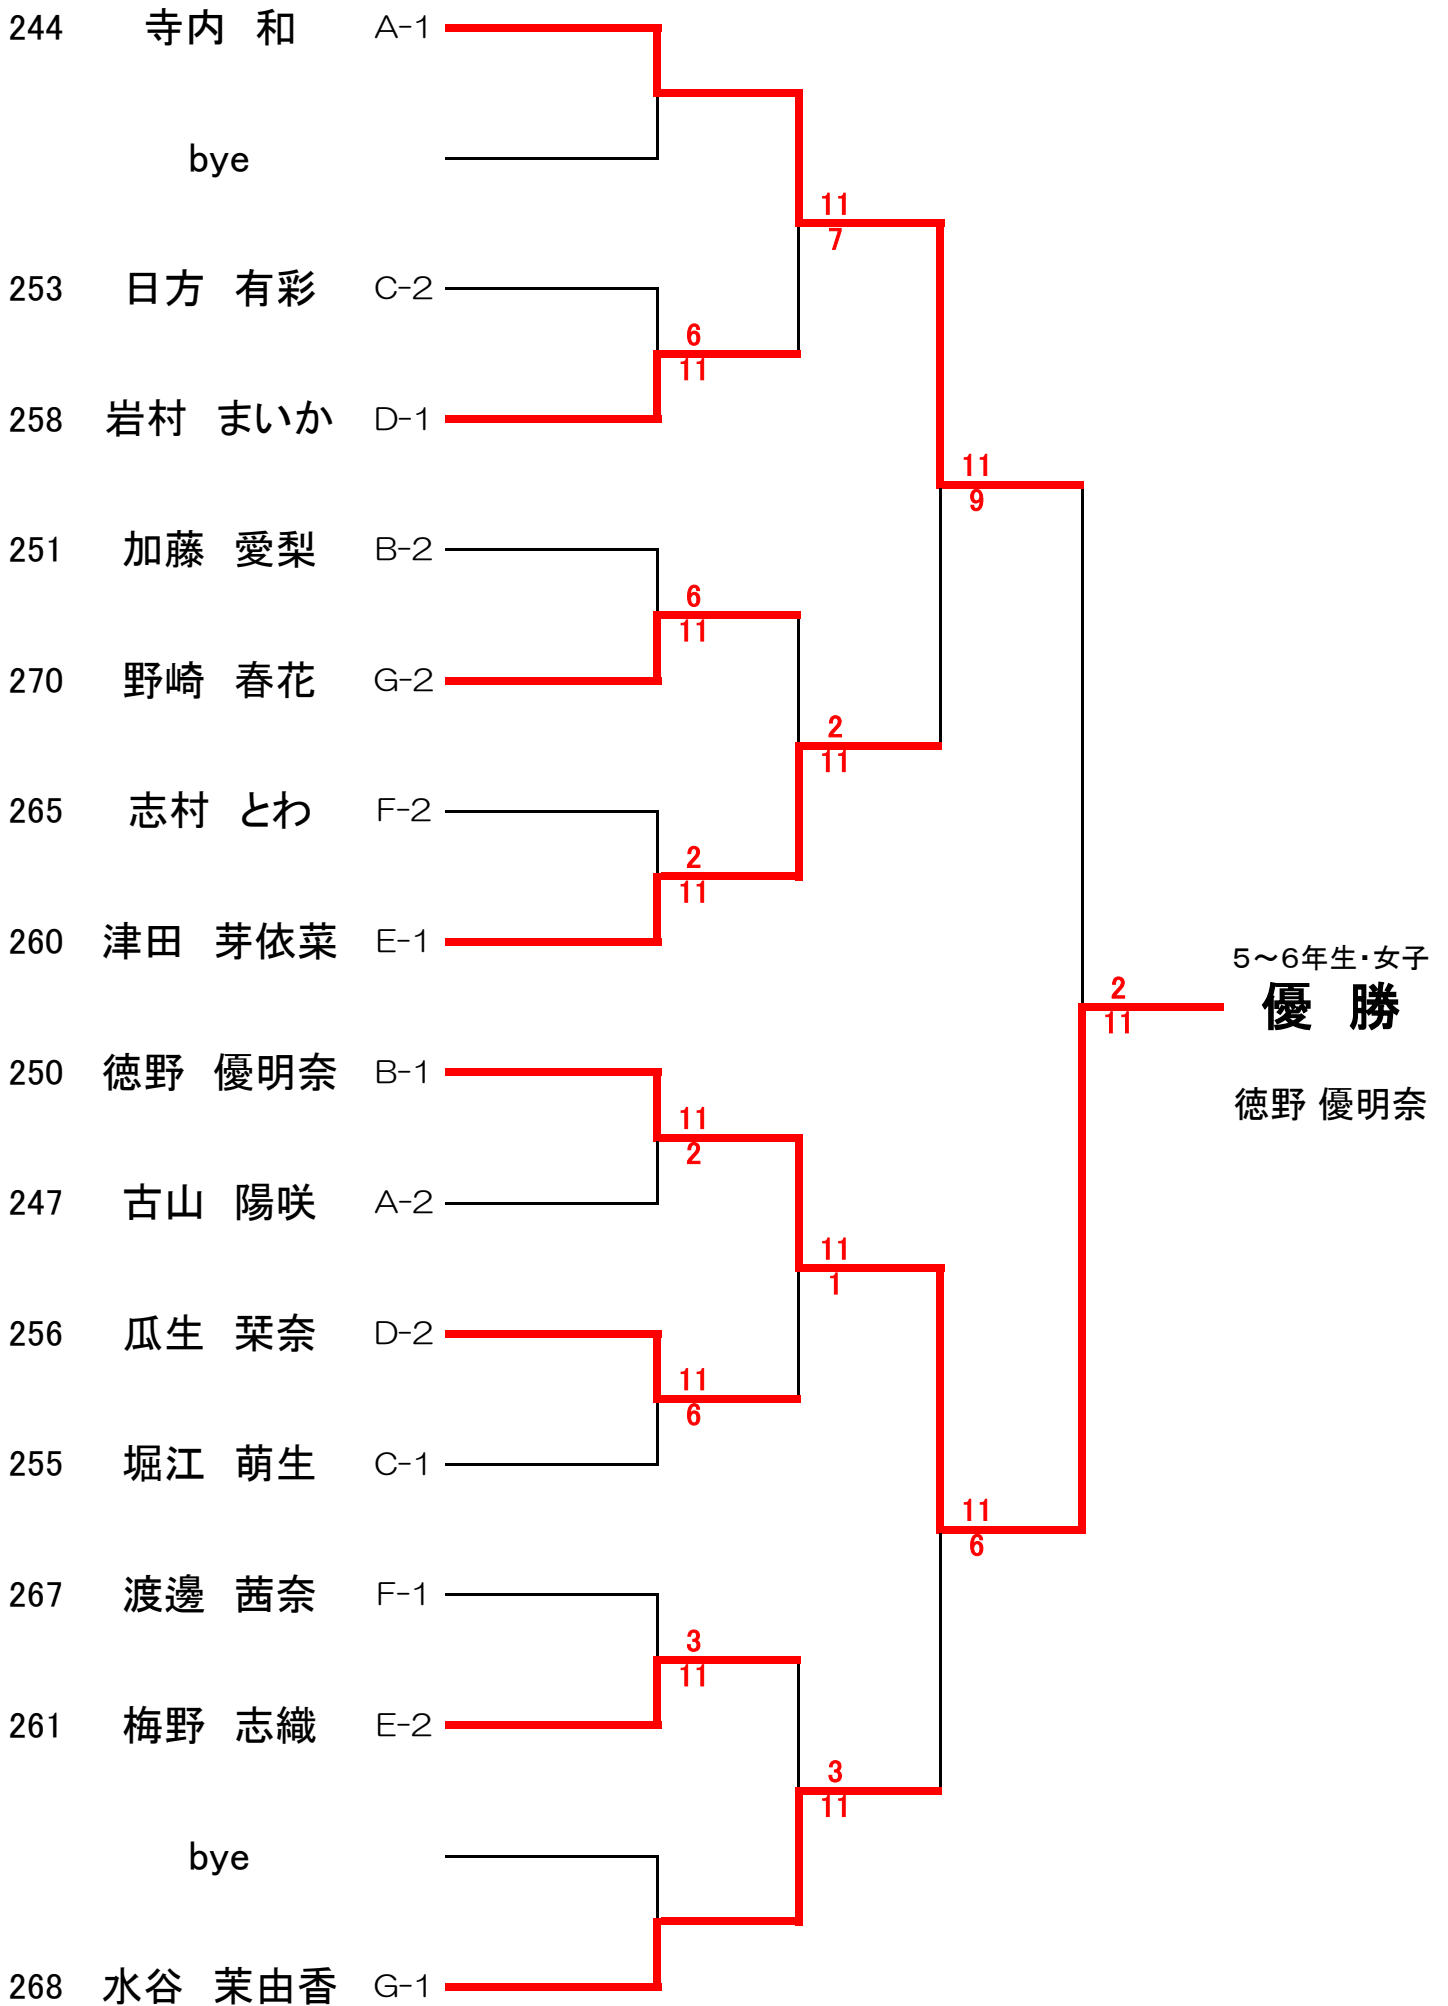 244 寺内 和 A-1
bye
11
7
253 日方 有彩 C-2
6
11
258 岩村 まいか D-1
11
9
251 加藤 愛梨 B-2
6
11
270 野崎 春花 G-2
2
11
265 志村 とわ F-2
2
11
260 津田 芽依菜 E-1
5～6年生・女子
2
11
優 勝
250 徳野 優明奈 B-1
徳野 優明奈
11
2
247 古山 陽咲 A-2
11
1
256 瓜生 栞奈 D-2
11
6
255 堀江 萌生 C-1
11
6
267 渡邊 茜奈 F-1
3
11
261 梅野 志織 E-2
3
11
bye
268 水谷 茉由香 G-1